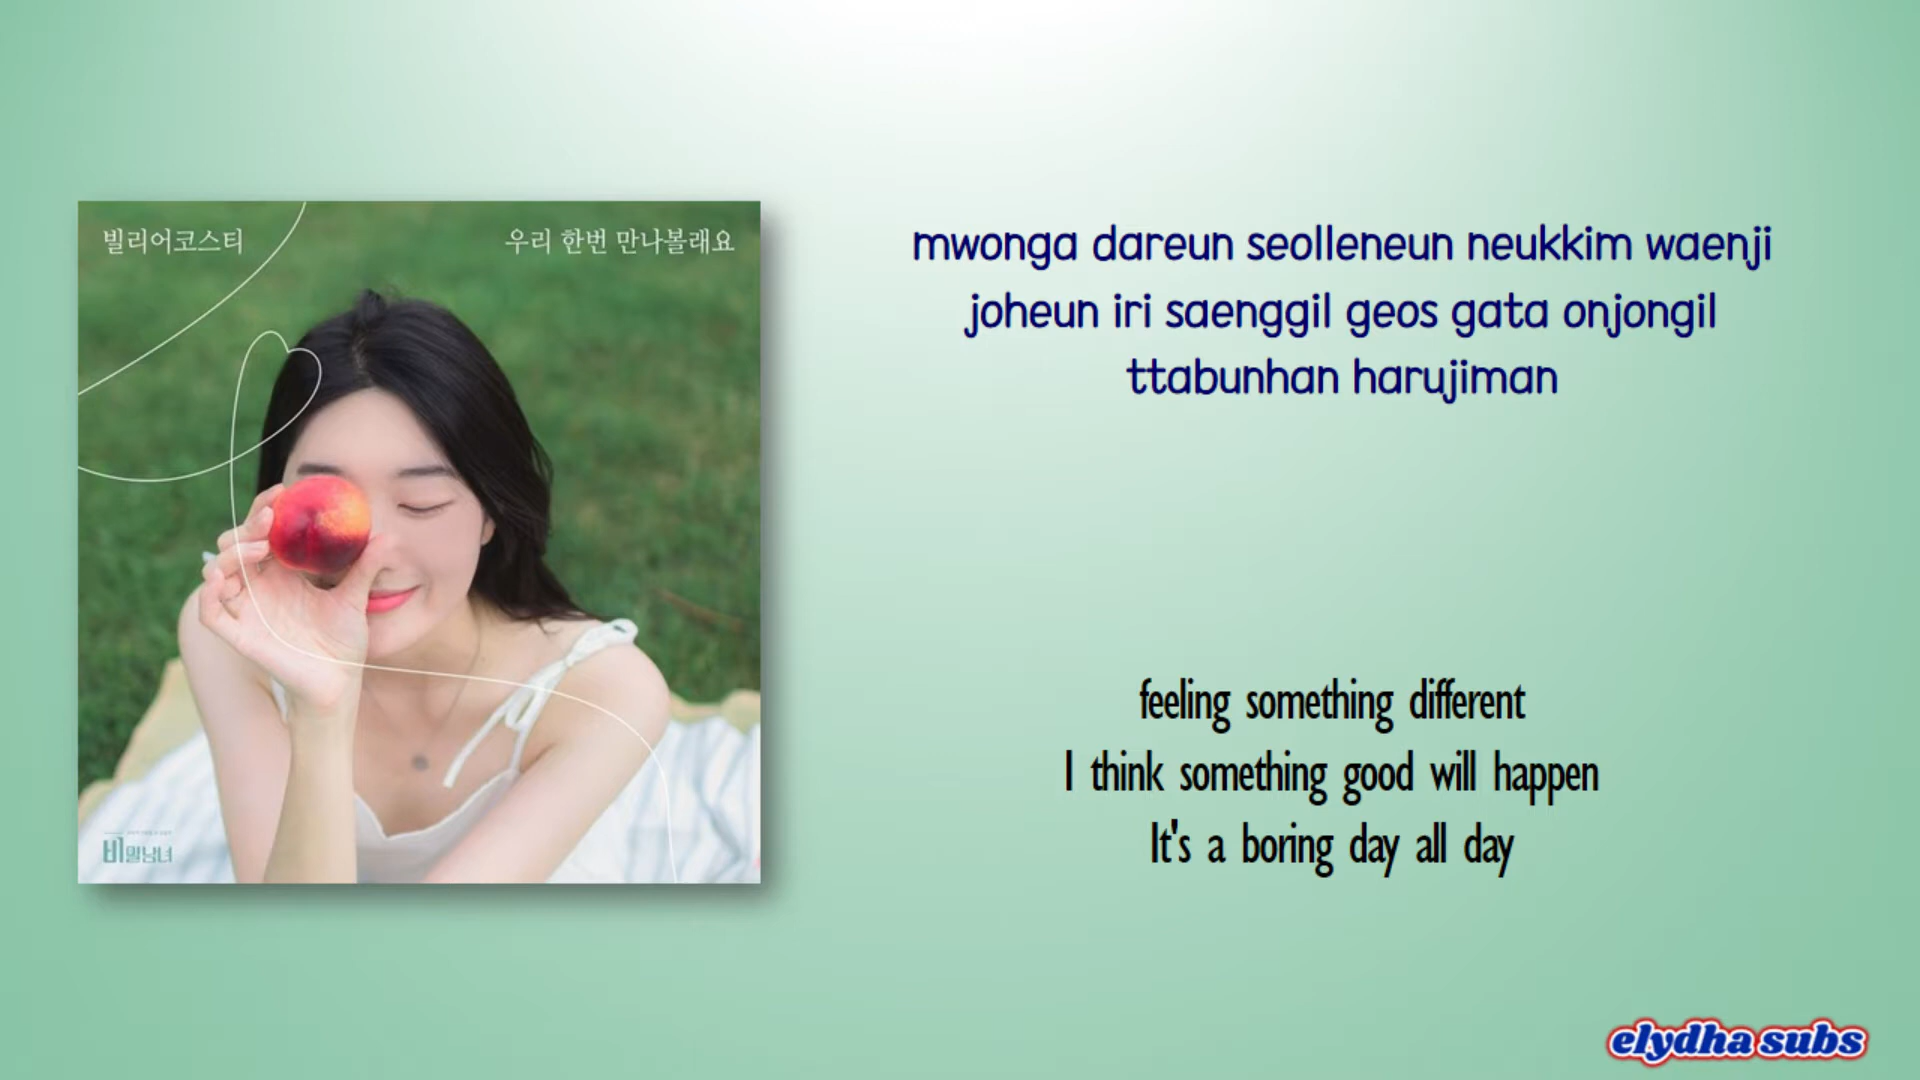 빌리어코스티
우리 한번 만나볼래요
mwonga dareun seolleneun neukkim waenji
joheun iri saenggil geos gata onjongil
ttabunhan harujiman
feeling something different
I think something good will happen
It's a boring day all day
비밀남녀
elydha subs